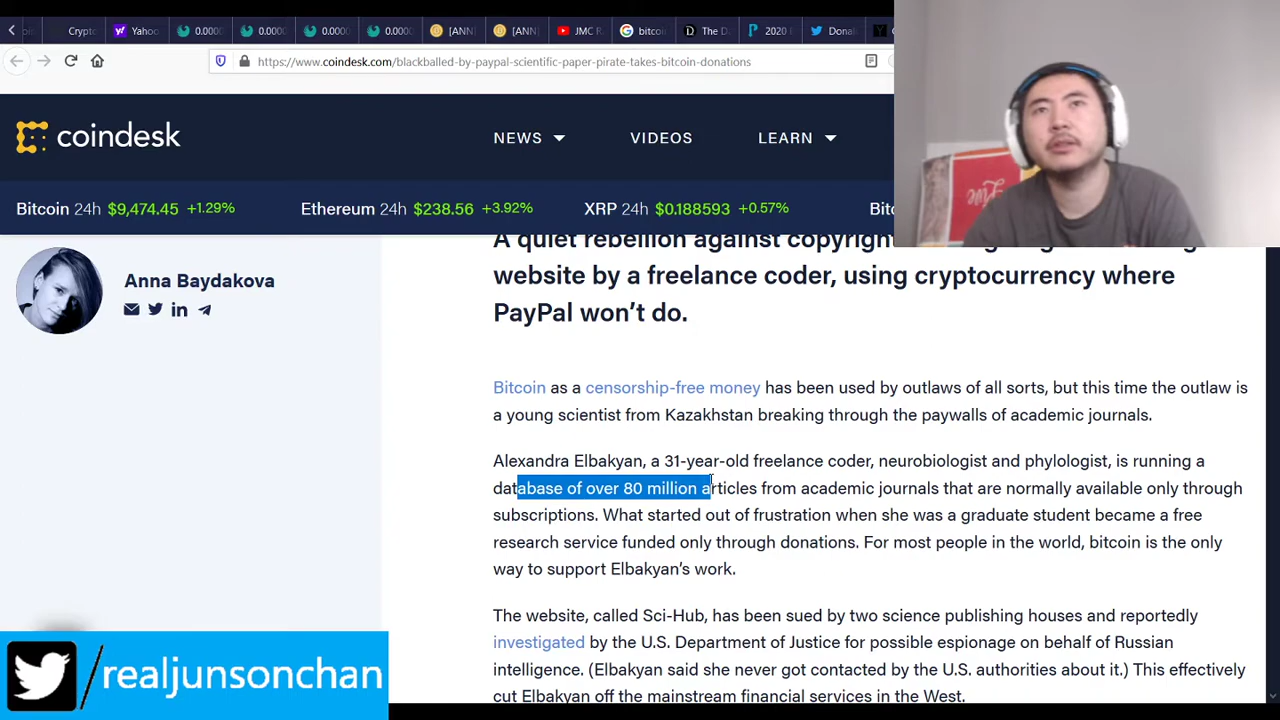 Crypto
Yahoo
0.0000
0.0000
0.0000
0.0000
[ANN]
[ANN]
JMC R
bitcoi
The D
2020
Donal
https://www.coindesk.com/blackballed-by-paypal-scientific-paper-pirate-takes-bitcoin-donations
coindesk
NEWS
VIDEOS
LEARN
Bitcoin 24h $9,474.45 +1.29%
Ethereum 24h $238.56 +3.92%
XRP 24h $0.188593 +0.57%
Bit
A quiet rebellion against copyright
website by a freelance coder, using cryptocurrency where
PayPal won't do.
Anna Baydakova
Bitcoin as a censorship-free money has been used by outlaws of all sorts, but this time the outlaw is
a young scientist from Kazakhstan breaking through the paywalls of academic journals.
Alexandra Elbakyan, a 31-year-old freelance coder, neurobiologist and phylologist, is running a
database of over 80 million articles from academic journals that are normally available only through
subscriptions. What started out of frustration when she was a graduate student became a free
research service funded only through donations. For most people in the world, bitcoin is the only
way to support Elbakyan's work.
The website, called Sci-Hub, has been sued by two science publishing houses and reportedly
investigated by the U.S. Department of Justice for possible espionage on behalf of Russian
intelligence. (Elbakyan said she never got contacted by the U.S. authorities about it.) This effectively
cut Elbakyan off the mainstream financial services in the West.
/realjunsonchan